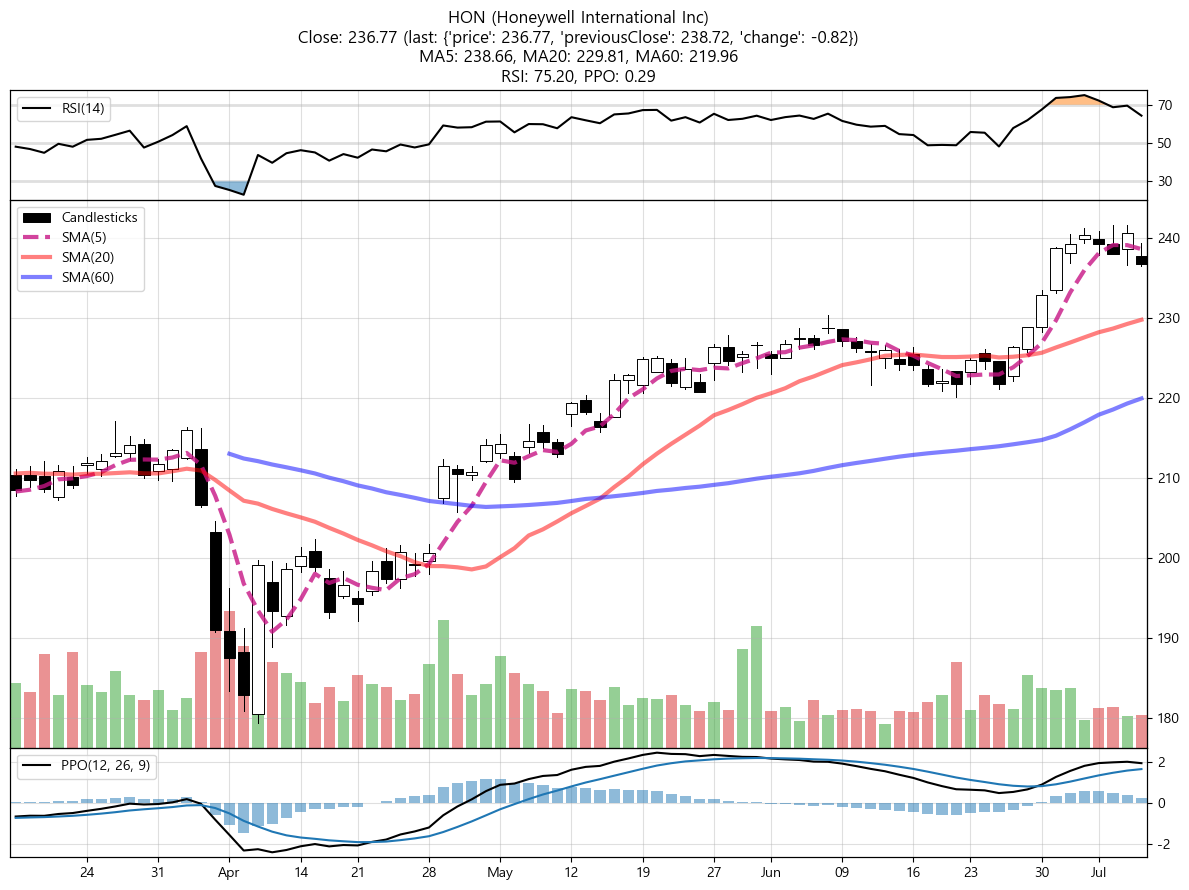 HON (Honeywell International Inc)
Close: 236.77 (last: {'price': 236.77, 'previousClose': 238.72, 'change': -0.82})
MA5: 238.66, MA20: 229.81, MA60: 219.96
RSI: 75.20, PPO: 0.29
RSI(14)
70
50
30
Candlesticks
SMA(5)
SMA(20)
SMA(60)
240
230
220
210
200
190
180
PPO(12, 26, 9)
2
0
-2
24 31 Apr 14 21 28 May 12 19 27 Jun 09 16 23 30 Jul